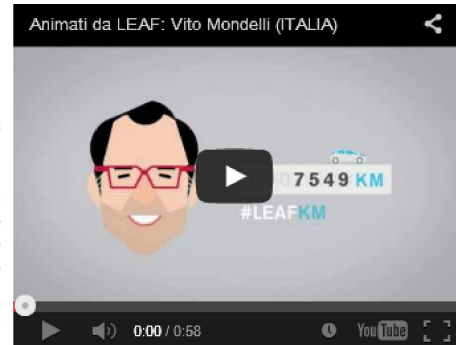 Animati da LEAF: Vito Mondelli (ITALIA)
7549 KM
#LEAFKM
0:00 / 0:58
YouTube